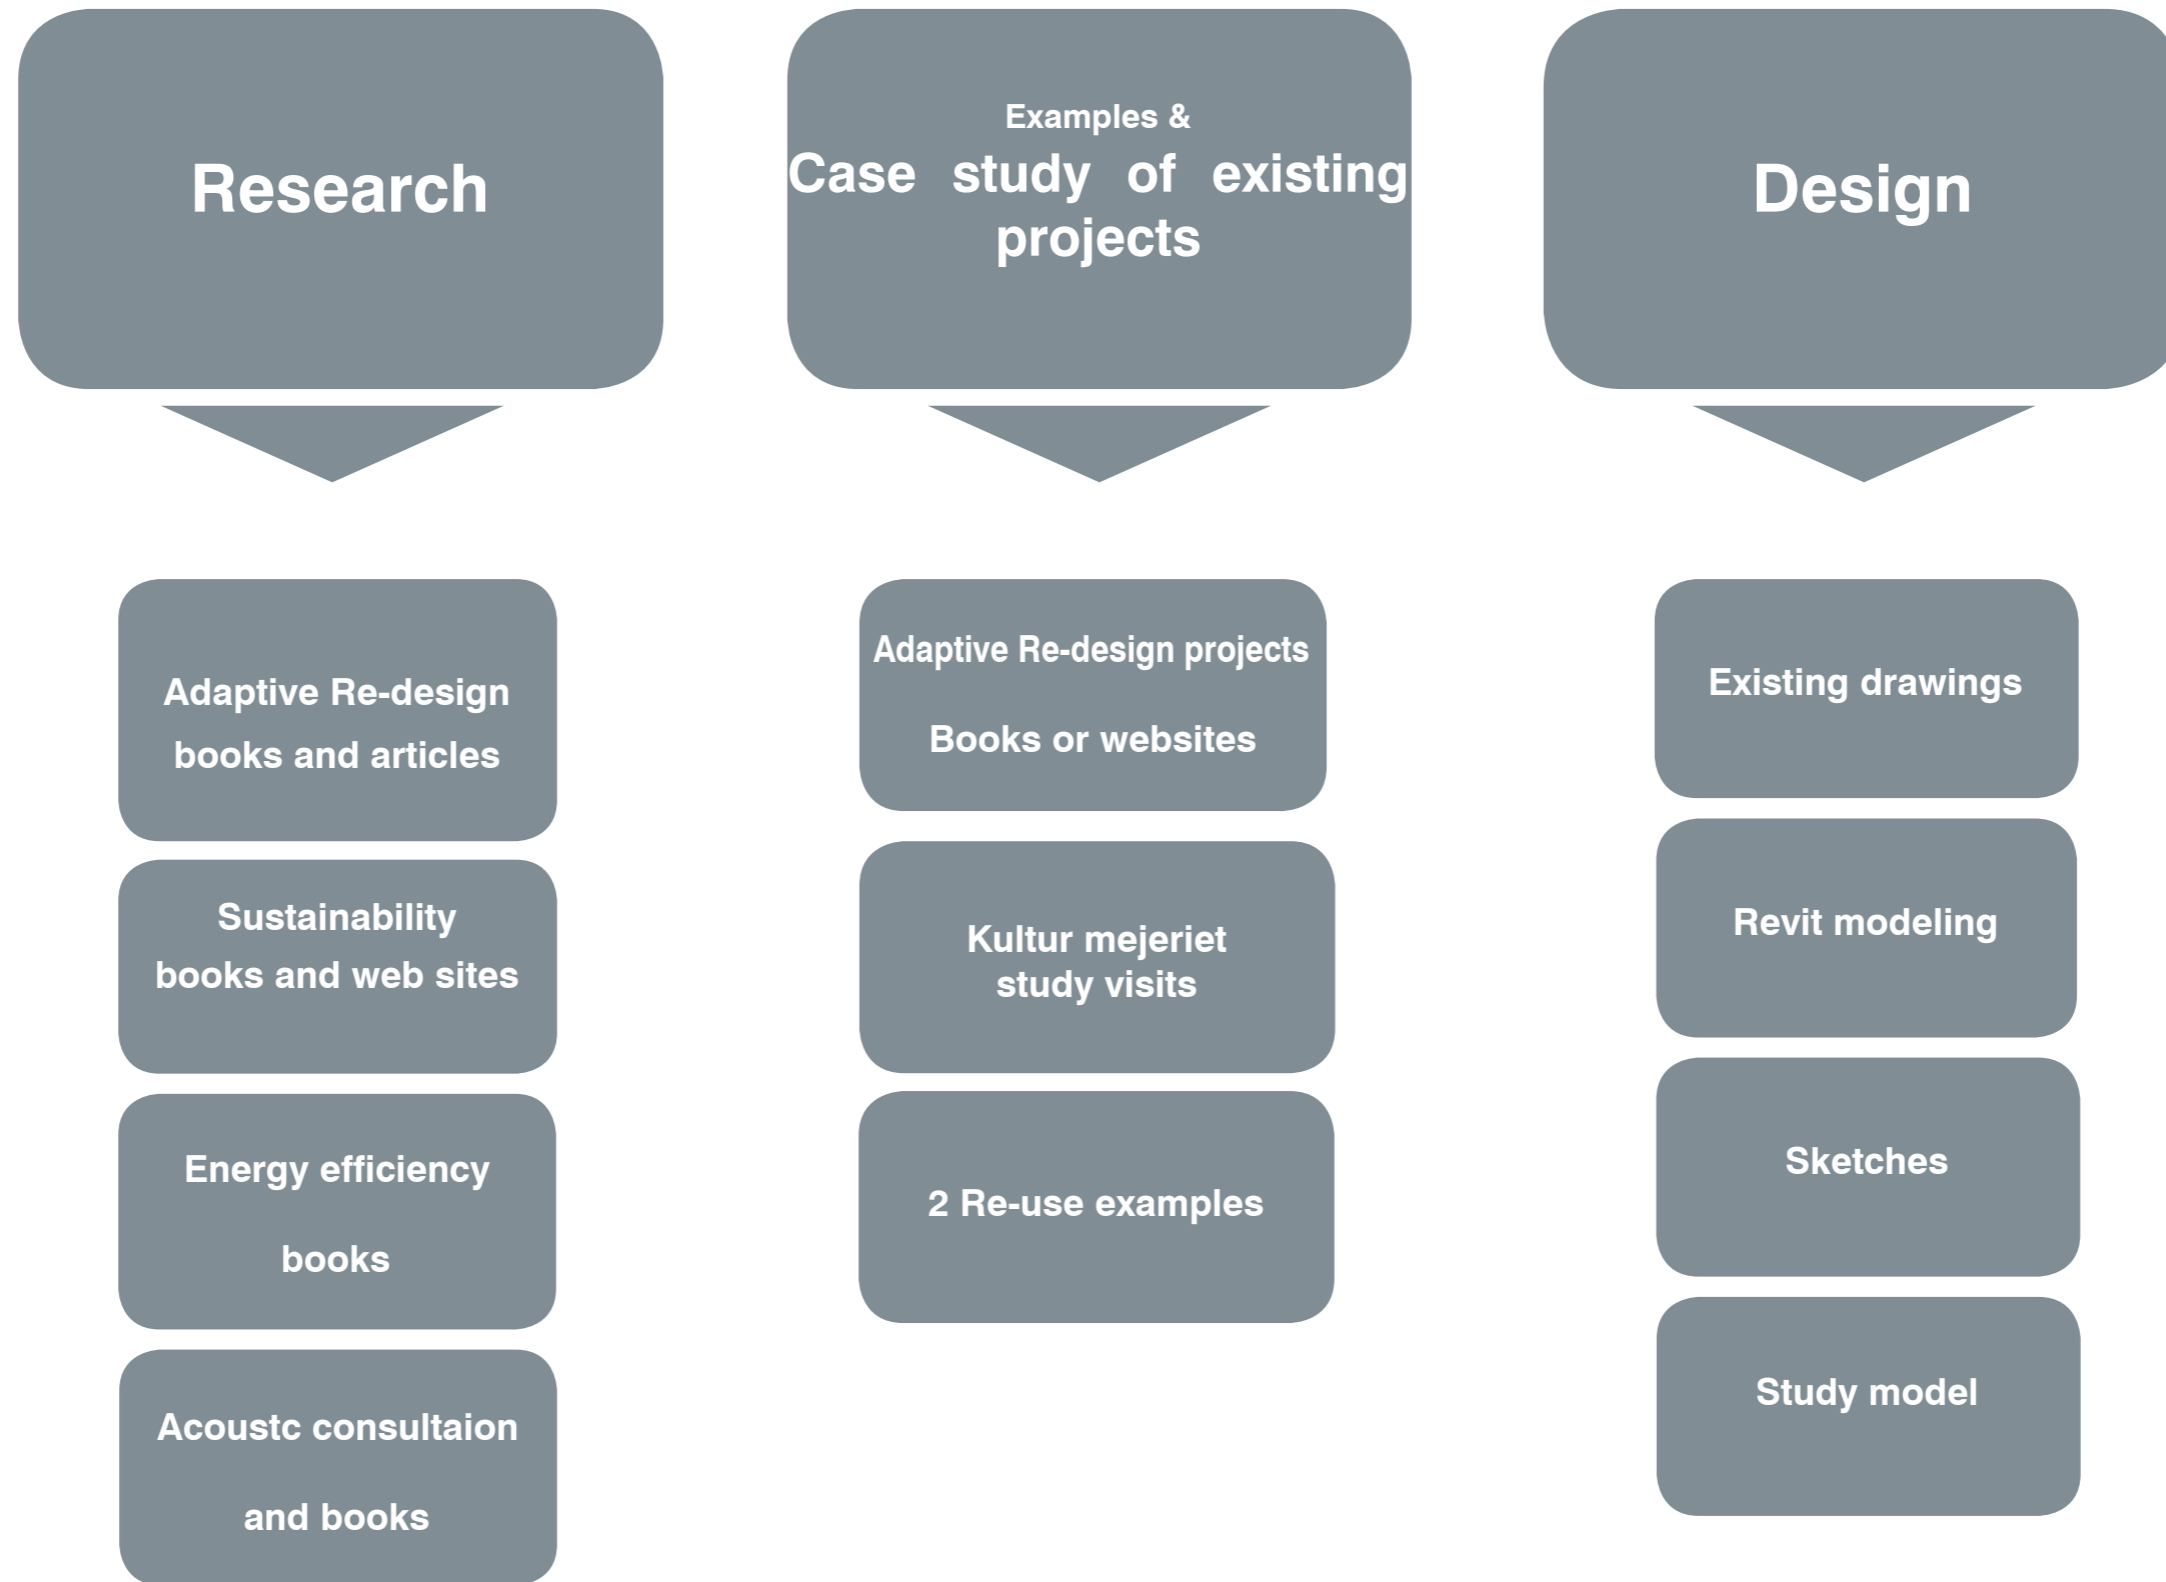 Research
Examples &
Case study of existing
projects
Design
Adaptive Re-design
books and articles
Sustainability
books and web sites
Energy efficiency
books
Acoustc consultaion
and books
Adaptive Re-design projects
Books or websites
Kultur mejeriet
study visits
2 Re-use examples
Existing drawings
Revit modeling
Sketches
Study model